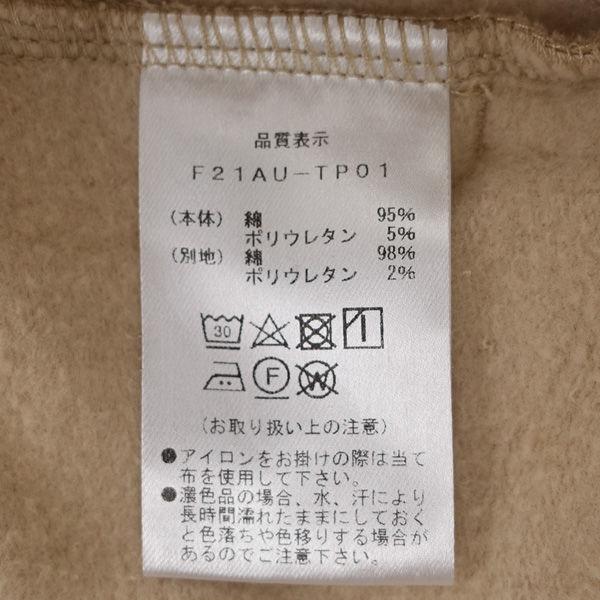 品質表示
F21AU-TP01
(本体) 綿 95%
ポリウレタン 5%
(別地) 綿 98%
ポリウレタン 2%
30
F W
(お取り扱い上の注意)
●アイロンをお掛けの際は当て
布を使用して下さい。
●濃色品の場合、水、汗により
長時間濡れたままにしておく
と色落ちや色移りする場合が
あるのでご注意下さい。